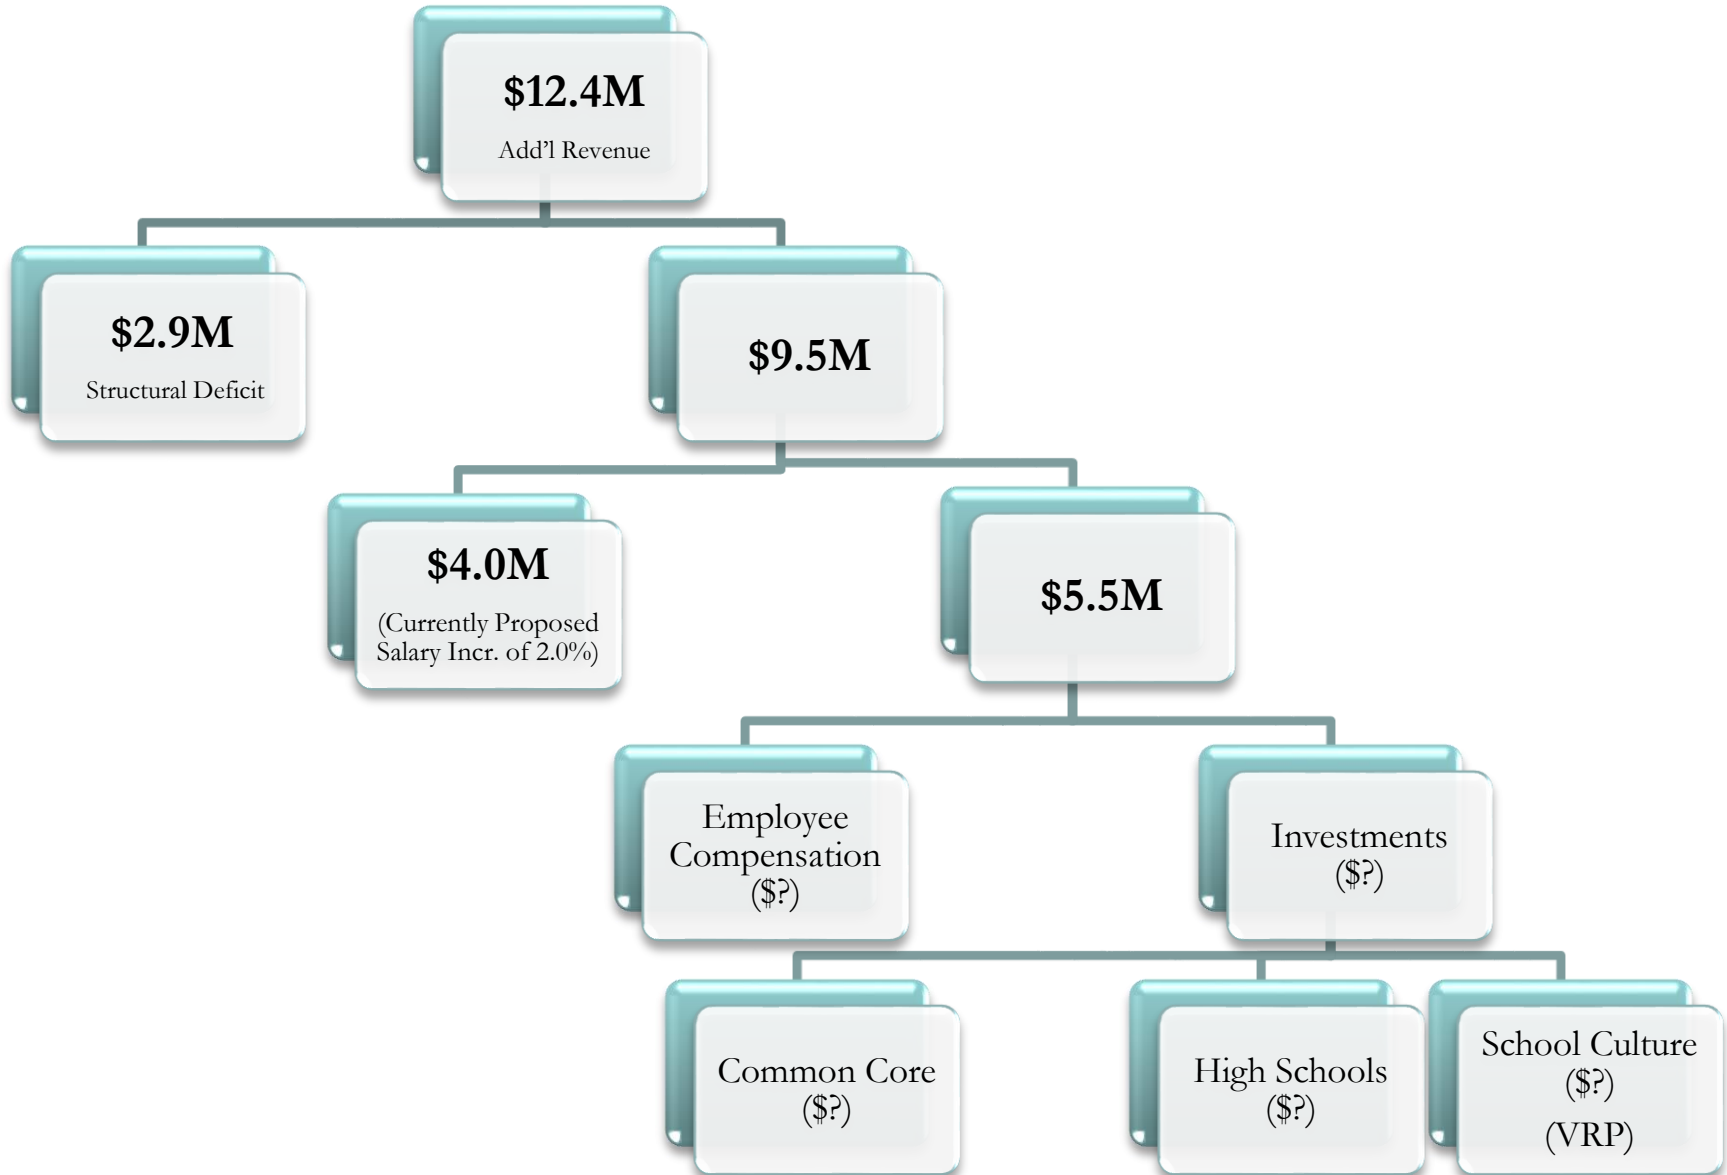 $12.4M
Add'l Revenue
$2.9M
Structural Deficit
$9.5M
$4.0M
(Currently Proposed
Salary Incr. of 2.0%)
$5.5M
Employee
Compensation
($?)
Investments
($?)
Common Core
($?)
High Schools
($?)
School Culture
($?)
(VRP)